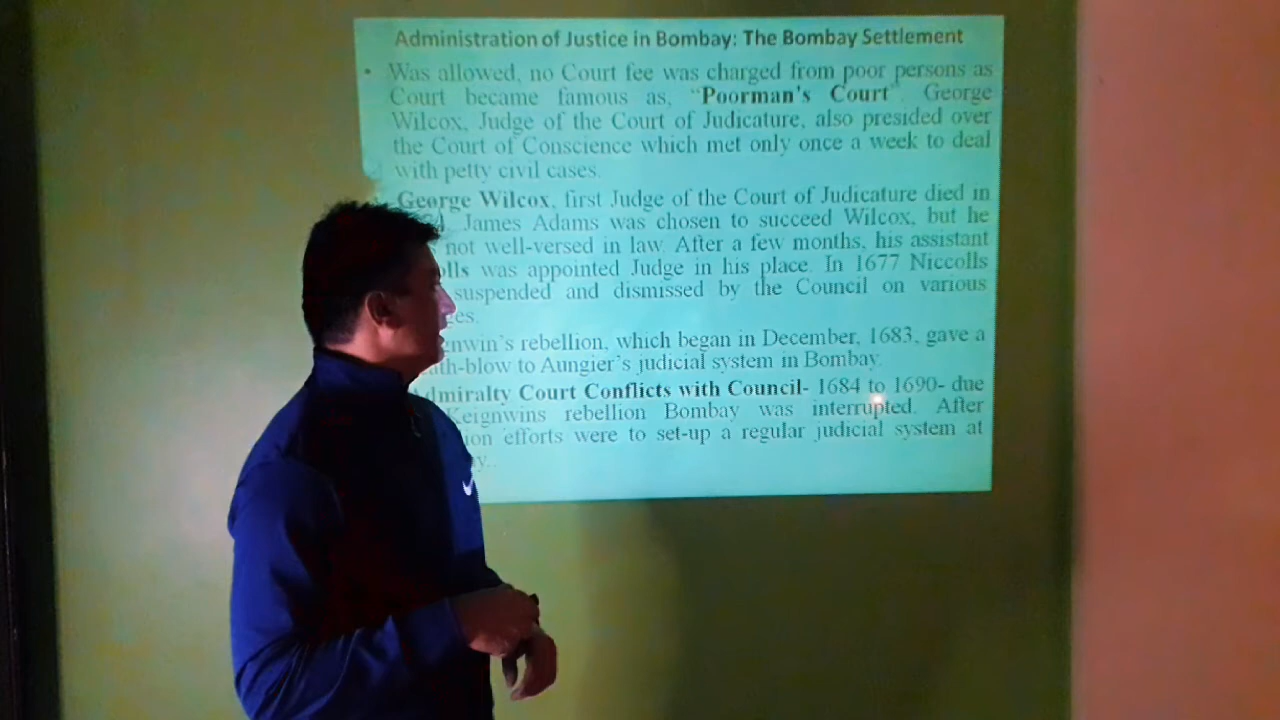 Administration of Justice in Bombay: The Bombay Settlement
• Was allowed, no Court fee was charged from poor persons as
Court became famous as, “Poorman's Court”. George
Wilcox, Judge of the Court of Judicature, also presided over
the Court of Conscience which met only once a week to deal
with petty civil cases.
George Wilcox, first Judge of the Court of Judicature died in
James Adams was chosen to succeed Wilcox, but he
not well-versed in law. After a few months, his assistant
olls was appointed Judge in his place. In 1677 Niccolls
suspended and dismissed by the Council on various
ges.
gnwin's rebellion, which began in December, 1683, gave a
ath-blow to Aungier's judicial system in Bombay.
dmiralty Court Conflicts with Council- 1684 to 1690- due
Keignwins rebellion Bombay was interrupted. After
ion efforts were to set-up a regular judicial system at
y..